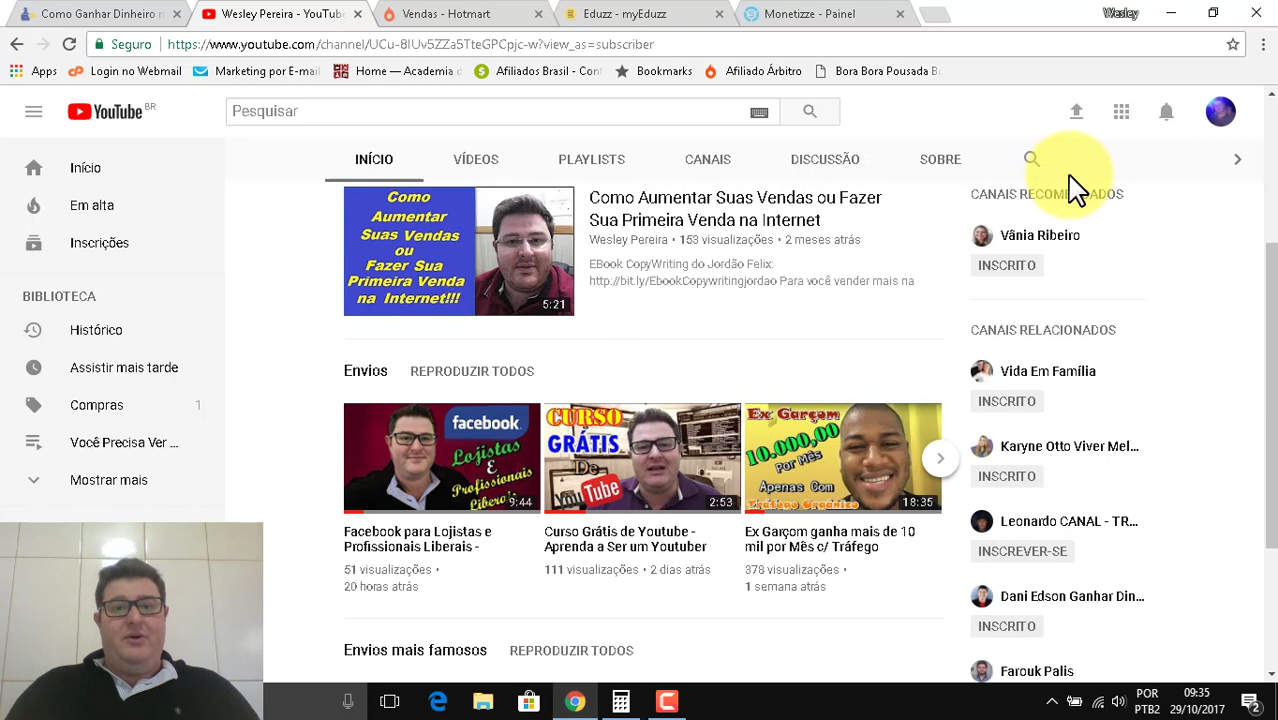 Como Ganhar Dinheiro n
Wesley Pereira - YouTub
Vendas - Hotmart
Eduzz - myEduzz
Monetizze - Painel
Wesley
Seguro
https://www.youtube.com/channel/UCu-8IUv5ZZa5TteGPCpjc-w?view_as=subscriber
Apps
Login no Webmail
Marketing por E-mail
Home — Academia d
Afiliados Brasil - Con
Bookmarks
Afiliado Árbitro
Bora Bora Pousada Bo
YouTube BR
Pesquisar
INÍCIO
VÍDEOS
PLAYLISTS
CANAIS
DISCUSSÃO
SOBRE
Início
Em alta
Inscrições
BIBLIOTECA
Histórico
Assistir mais tarde
Compras 1
Você Precisa Ver ...
Mostrar mais
Como
Aumentar
Suas Vendas
ou
Fazer Sua
Primeira Venda
na Internet!!!
5:21
Como Aumentar Suas Vendas ou Fazer
Sua Primeira Venda na Internet
Wesley Pereira • 153 visualizações • 2 meses atrás
EBook CopyWriting do Jordão Felix:
http://bit.ly/EbookCopywritingjordao Para você vender mais na
Envios
REPRODUZIR TODOS
facebook.
Lojistas
E
Profissionais
Liberais
9:44
Facebook para Lojistas e
Profissionais Liberais -
51 visualizações •
20 horas atrás
CURSO
GRÁTIS
De
YouTube
2:53
Curso Grátis de Youtube -
Aprenda a Ser um Youtuber
111 visualizações • 2 dias atrás
Ex Garçom
10.000,00
Por Mês
Apenas Com
Tráfego Orgânico
18:35
Ex Garçom ganha mais de 10
mil por Mês c/ Tráfego
378 visualizações •
1 semana atrás
Envios mais famosos
REPRODUZIR TODOS
CANAIS RECOMENDADOS
Vânia Ribeiro
INSCRITO
CANAIS RELACIONADOS
Vida Em Família
INSCRITO
Karyne Otto Viver Mel...
INSCRITO
Leonardo CANAL - TR...
INSCREVER-SE
Dani Edson Ganhar Din...
INSCRITO
Farouk Palis
POR
PTB2
09:35
29/10/2017
2